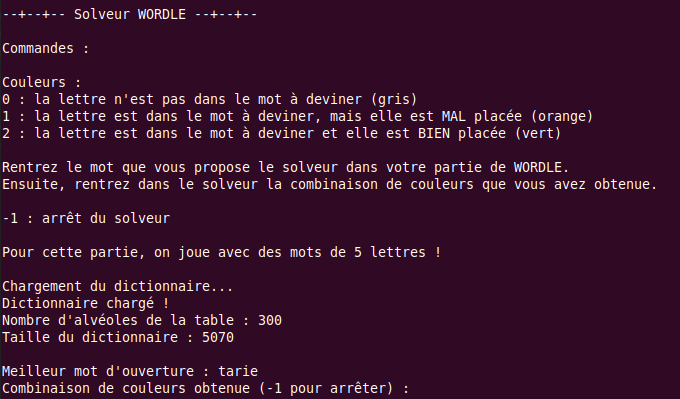 --+--+-- Solveur WORDLE --+--+--
Commandes :
Couleurs :
0 : la lettre n'est pas dans le mot à deviner (gris)
1 : la lettre est dans le mot à deviner, mais elle est MAL placée (orange)
2 : la lettre est dans le mot à deviner et elle est BIEN placée (vert)
Rentrez le mot que vous propose le solveur dans votre partie de WORDLE.
Ensuite, rentrez dans le solveur la combinaison de couleurs que vous avez obtenue.
-1 : arrêt du solveur
Pour cette partie, on joue avec des mots de 5 lettres !
Chargement du dictionnaire...
Dictionnaire chargé !
Nombre d'alvéoles de la table : 300
Taille du dictionnaire : 5070
Meilleur mot d'ouverture : tarie
Combinaison de couleurs obtenue (-1 pour arrêter) :